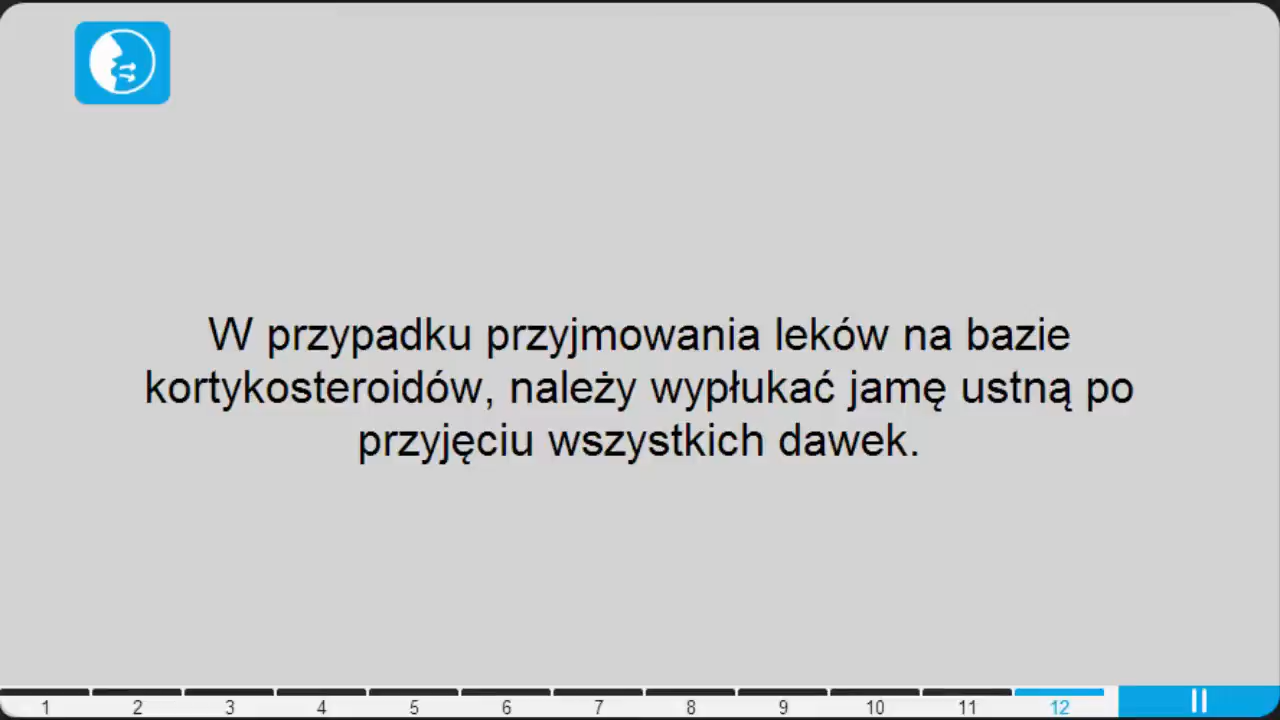 W przypadku przyjmowania leków na bazie
kortykosteroidów, należy wypłukać jamę ustną po
przyjęciu wszystkich dawek.
1 2 3 4 5 6 7 8 9 10 11 12